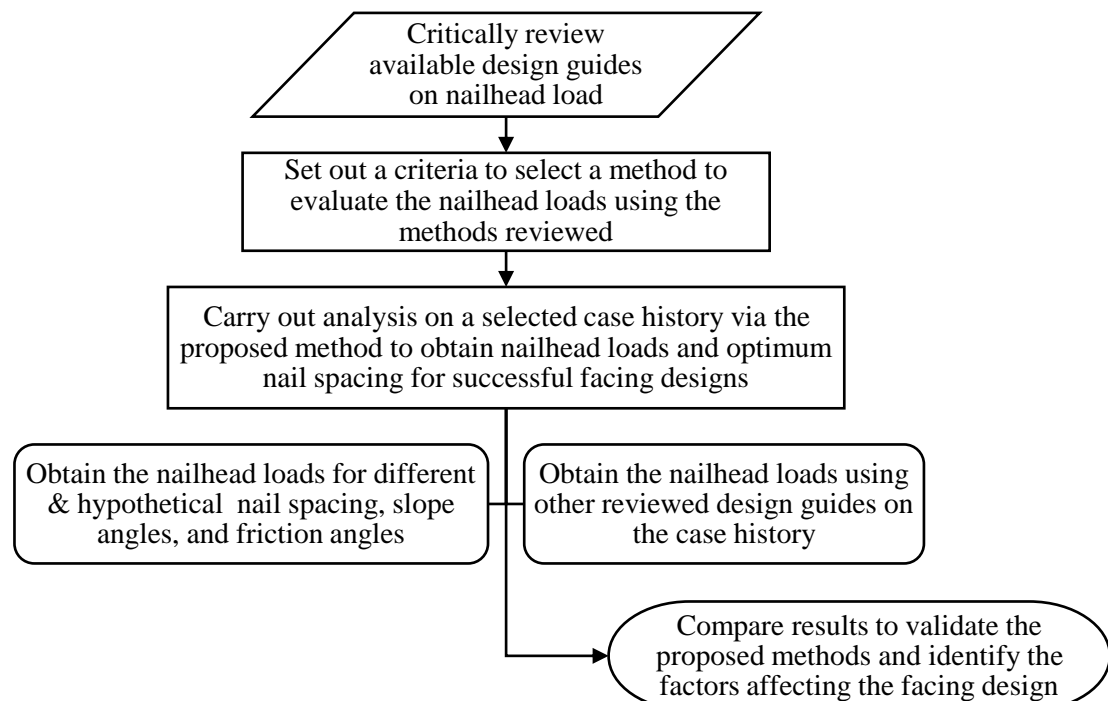 Critically review
available design guides
on nailhead load
Set out a criteria to select a method to
evaluate the nailhead loads using the
methods reviewed
Carry out analysis on a selected case history via the
proposed method to obtain nailhead loads and optimum
nail spacing for successful facing designs
Obtain the nailhead loads for different
& hypothetical nail spacing, slope
angles, and friction angles
Obtain the nailhead loads using
other reviewed design guides on
the case history
Compare results to validate the
proposed methods and identify the
factors affecting the facing design